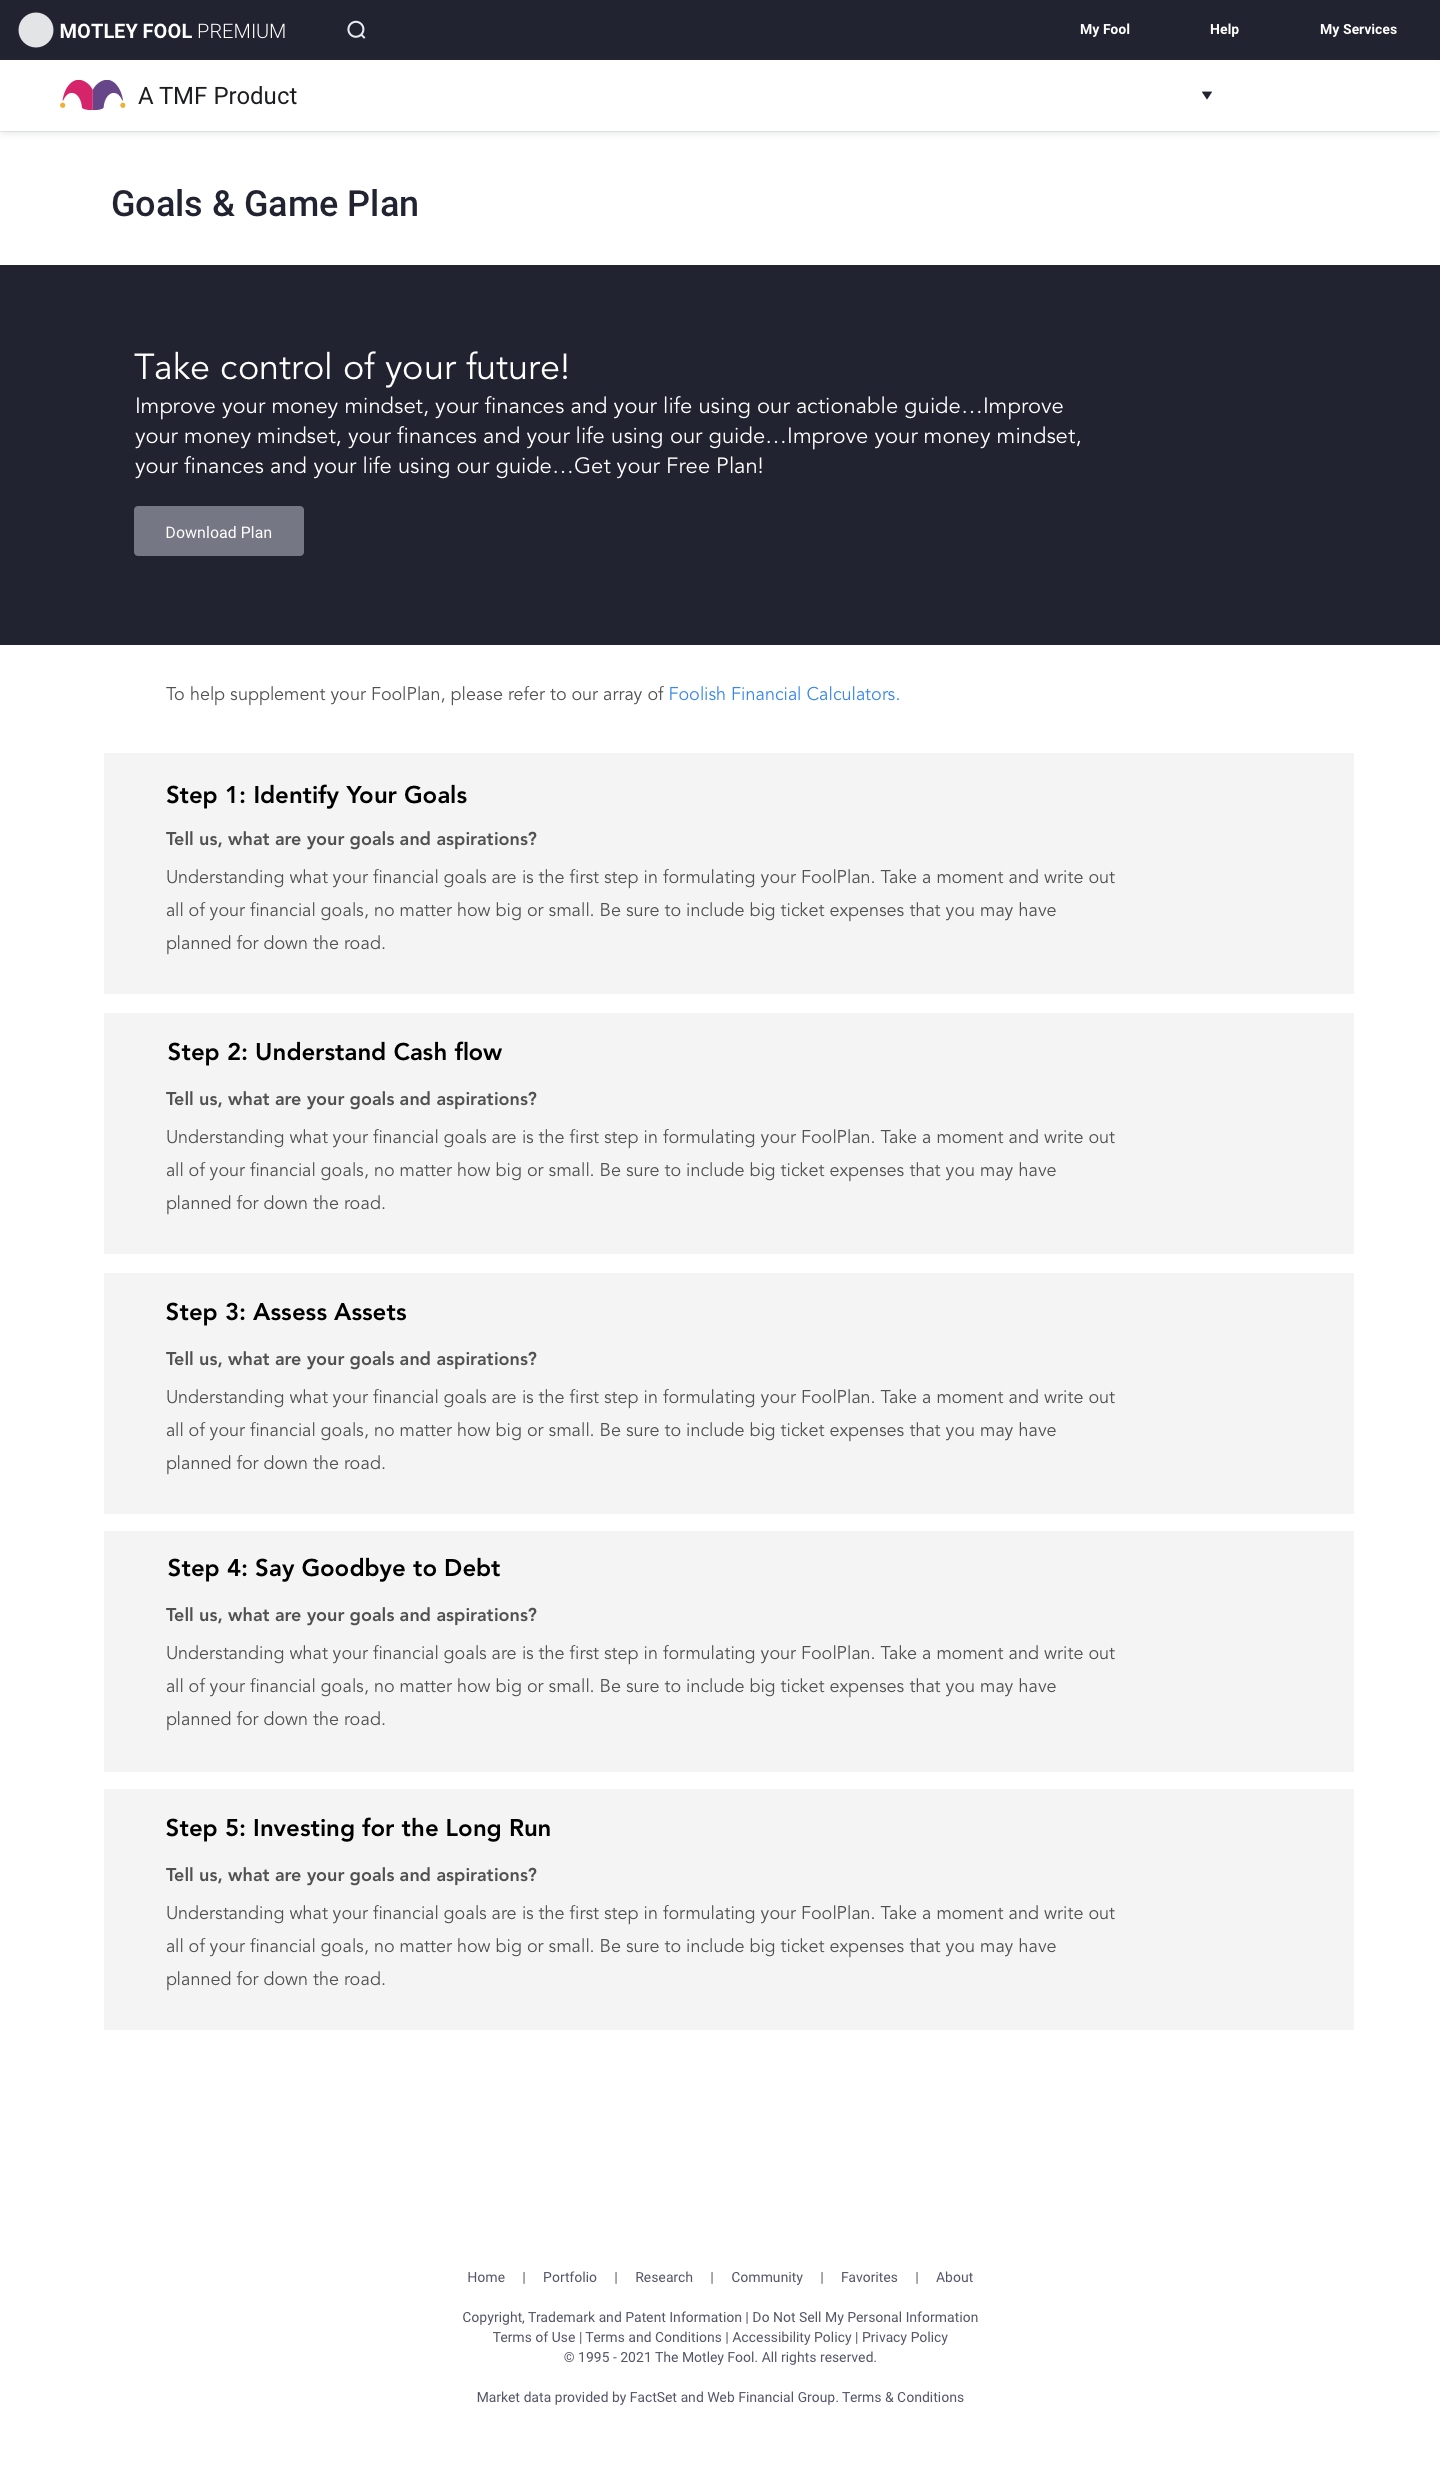 MOTLEY FOOL PREMIUM
My Fool
Help
My Services
A TMF Product
Goals & Game Plan
Take control of your future!
Improve your money mindset, your finances and your life using our actionable guide…Improve
your money mindset, your finances and your life using our guide…Improve your money mindset,
your finances and your life using our guide…Get your Free Plan!
Download Plan
To help supplement your FoolPlan, please refer to our array of Foolish Financial Calculators.
Step 1: Identify Your Goals
Tell us, what are your goals and aspirations?
Understanding what your financial goals are is the first step in formulating your FoolPlan. Take a moment and write out
all of your financial goals, no matter how big or small. Be sure to include big ticket expenses that you may have
planned for down the road.
Step 2: Understand Cash flow
Tell us, what are your goals and aspirations?
Understanding what your financial goals are is the first step in formulating your FoolPlan. Take a moment and write out
all of your financial goals, no matter how big or small. Be sure to include big ticket expenses that you may have
planned for down the road.
Step 3: Assess Assets
Tell us, what are your goals and aspirations?
Understanding what your financial goals are is the first step in formulating your FoolPlan. Take a moment and write out
all of your financial goals, no matter how big or small. Be sure to include big ticket expenses that you may have
planned for down the road.
Step 4: Say Goodbye to Debt
Tell us, what are your goals and aspirations?
Understanding what your financial goals are is the first step in formulating your FoolPlan. Take a moment and write out
all of your financial goals, no matter how big or small. Be sure to include big ticket expenses that you may have
planned for down the road.
Step 5: Investing for the Long Run
Tell us, what are your goals and aspirations?
Understanding what your financial goals are is the first step in formulating your FoolPlan. Take a moment and write out
all of your financial goals, no matter how big or small. Be sure to include big ticket expenses that you may have
planned for down the road.
Home | Portfolio | Research | Community | Favorites | About
Copyright, Trademark and Patent Information | Do Not Sell My Personal Information
Terms of Use | Terms and Conditions | Accessibility Policy | Privacy Policy
© 1995 - 2021 The Motley Fool. All rights reserved.
Market data provided by FactSet and Web Financial Group. Terms & Conditions